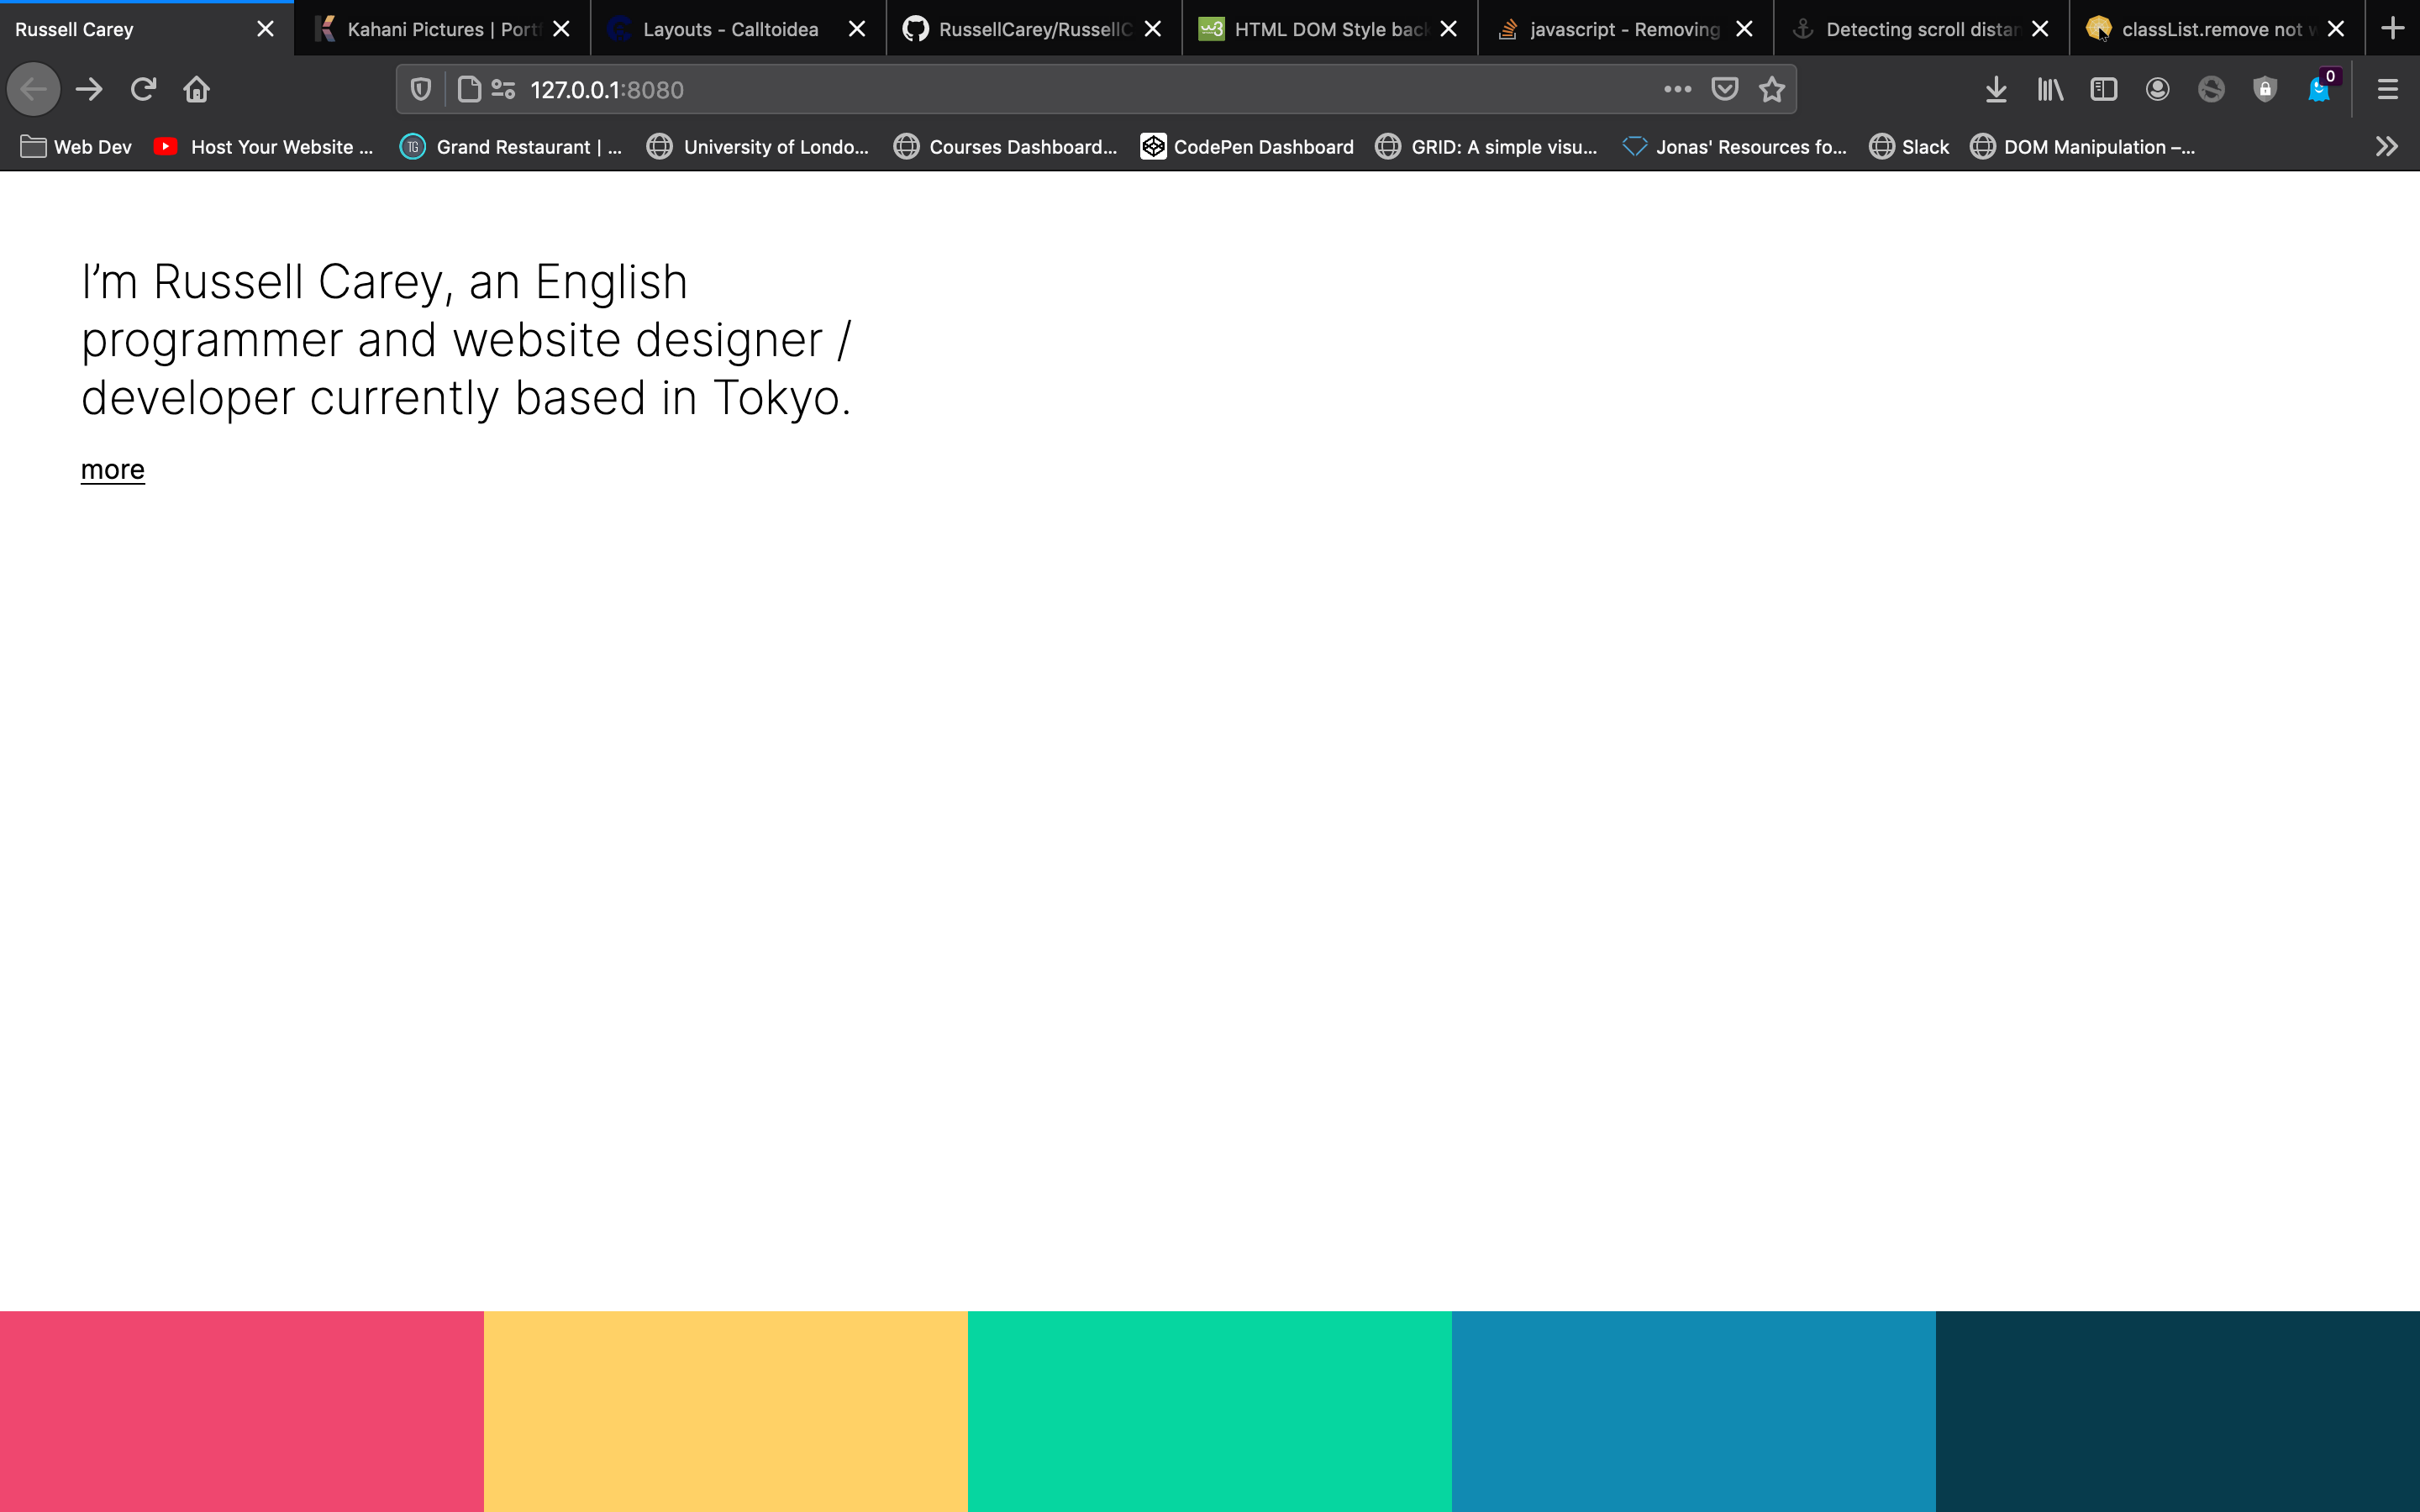 Russell Carey
Kahani Pictures | Port
Layouts - Calltoidea
RussellCarey/RussellC
HTML DOM Style bac
javascript - Removing
Detecting scroll distan
classList.remove not
127.0.0.1:8080
0
Web Dev
Host Your Website ...
TG
Grand Restaurant | ...
University of Londo...
Courses Dashboard...
CodePen Dashboard
GRID: A simple visu...
Jonas' Resources fo...
Slack
DOM Manipulation –...
I’m Russell Carey, an English
programmer and website designer /
developer currently based in Tokyo.
more